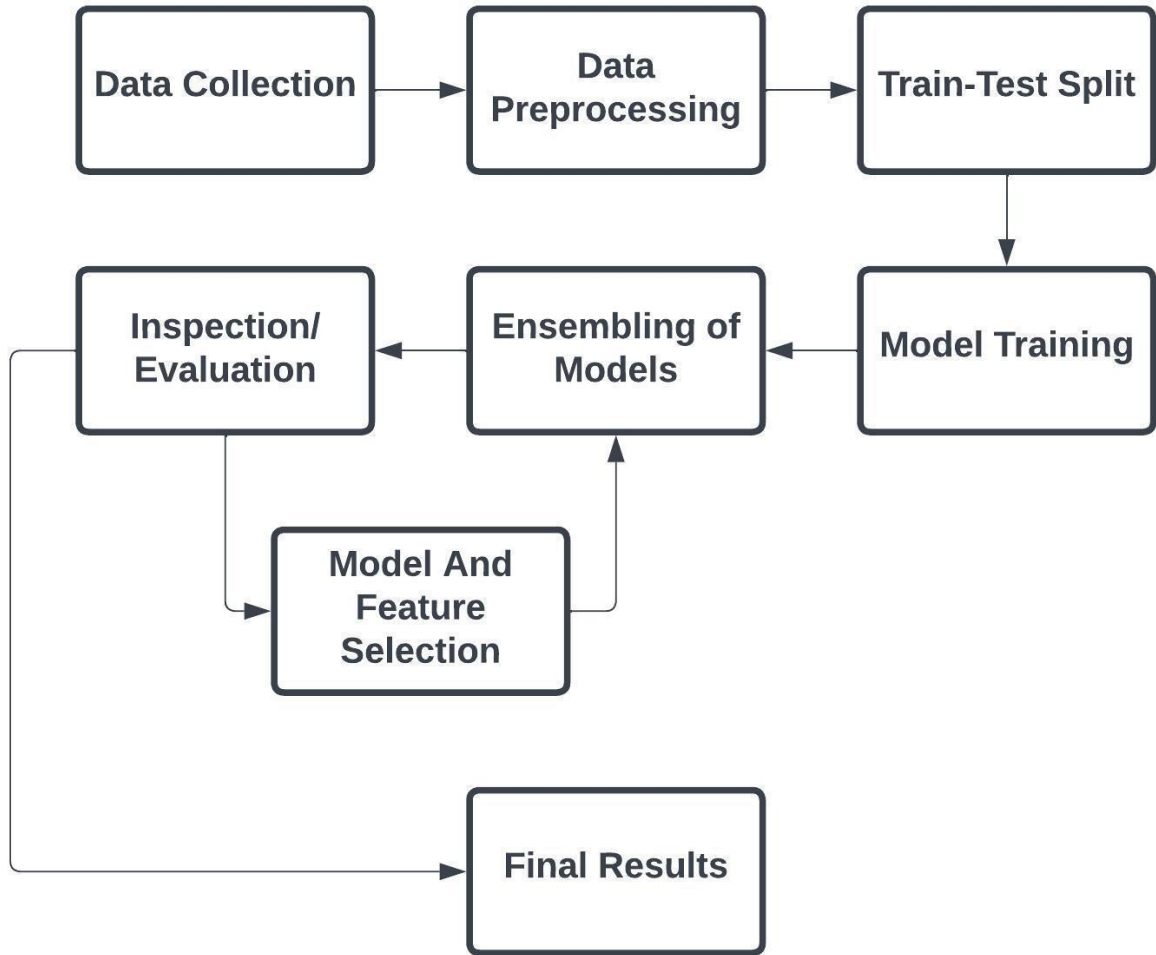 Data Collection
Data
Preprocessing
Train-Test Split
Inspection/
Evaluation
Ensembling of
Models
Model Training
Model And
Feature
Selection
Final Results